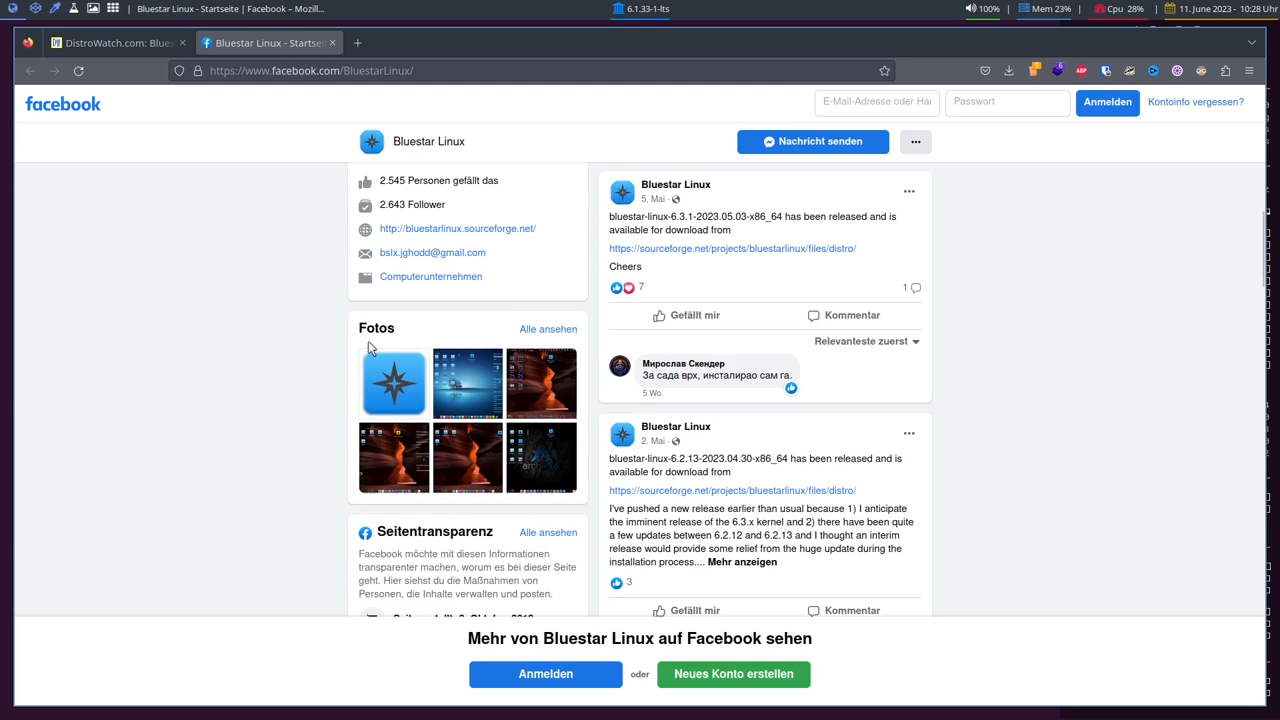 Bluestar Linux - Startseite | Facebook – Mozill...
6.1.33-1-lts
100% | Mem 23% | Cpu 28% | 11. June 2023 - 10:28 Uhr
DistroWatch.com: Blues
Bluestar Linux - Startseit
https://www.facebook.com/BluestarLinux/
facebook
E-Mail-Adresse oder Han
Passwort
Anmelden
Kontoinfo vergessen?
Bluestar Linux
Nachricht senden
2.545 Personen gefällt das
2.643 Follower
http://bluestarlinux.sourceforge.net/
bslx.jghodd@gmail.com
Computerunternehmen
Fotos
Alle ansehen
Seitentransparenz
Alle ansehen
Facebook möchte mit diesen Informationen
transparenter machen, worum es bei dieser Seite
geht. Hier siehst du die Maßnahmen von
Personen, die Inhalte verwalten und posten.
Bluestar Linux
5. Mai ·
bluestar-linux-6.3.1-2023.05.03-x86_64 has been released and is
available for download from
https://sourceforge.net/projects/bluestarlinux/files/distro/
Cheers
7
1
Gefällt mir
Kommentar
Relevanteste zuerst
Мирослав Скендер
За сада врх, инсталирао сам га.
5 Wo.
Bluestar Linux
2. Mai ·
bluestar-linux-6.2.13-2023.04.30-x86_64 has been released and is
available for download from
https://sourceforge.net/projects/bluestarlinux/files/distro/
I've pushed a new release earlier than usual because 1) I anticipate
the imminent release of the 6.3.x kernel and 2) there have been quite
a few updates between 6.2.12 and 6.2.13 and I thought an interim
release would provide some relief from the huge update during the
installation process.... Mehr anzeigen
3
Gefällt mir
Kommentar
Mehr von Bluestar Linux auf Facebook sehen
Anmelden
oder
Neues Konto erstellen